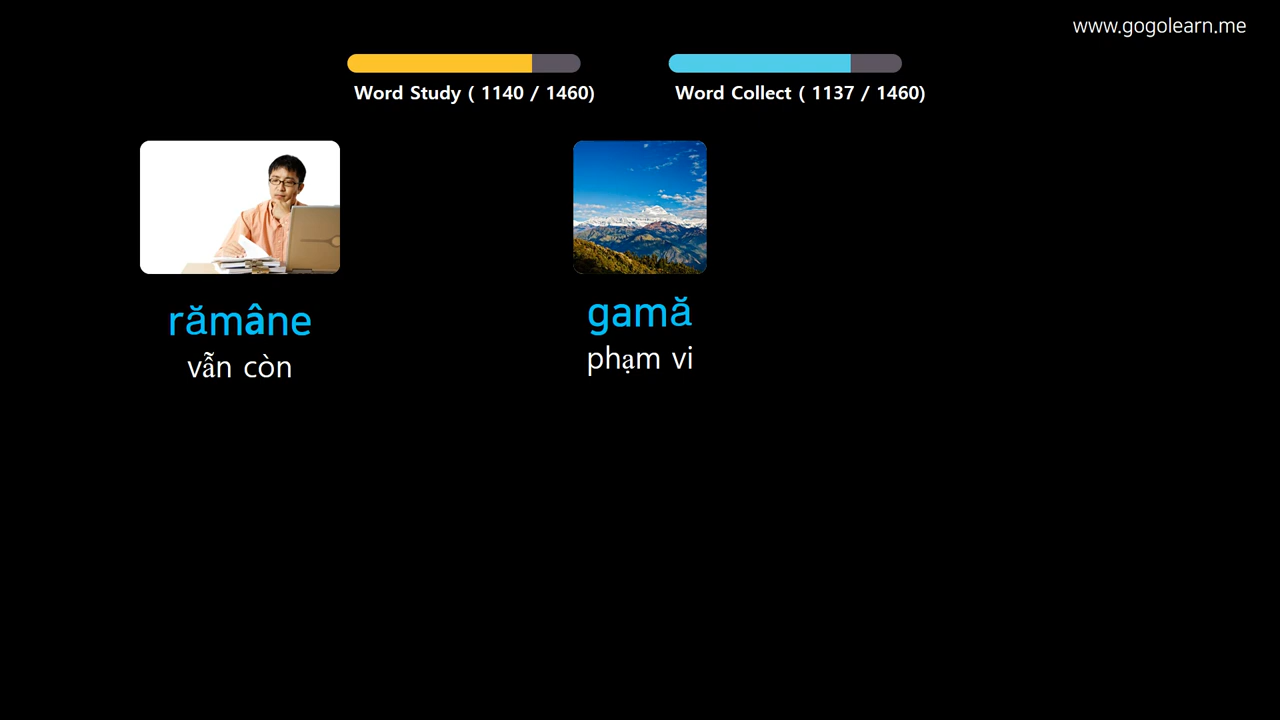 www.gogolearn.me
Word Study ( 1140 / 1460)
Word Collect ( 1137 / 1460)
rămâne
vẫn còn
gamă
phạm vi